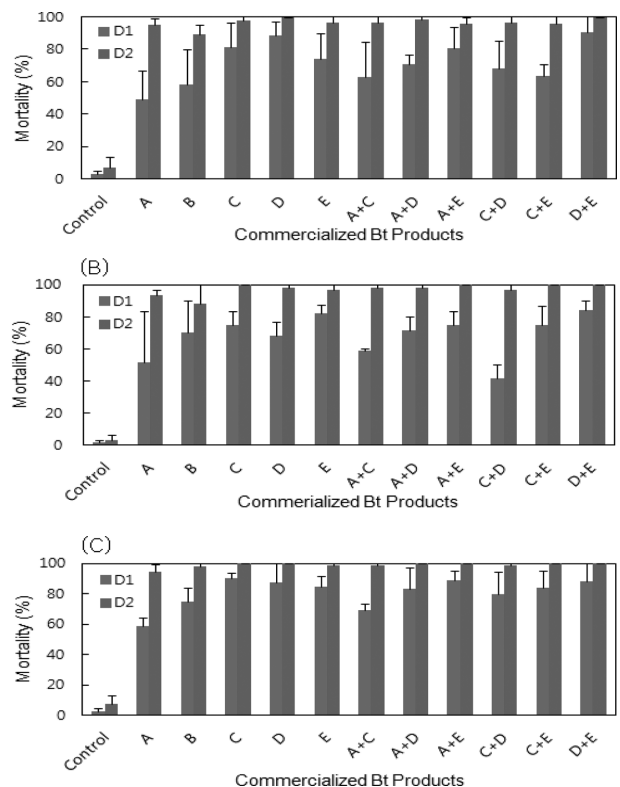 100
80
60
40
20
0
Mortality (%)
D1
D2
Control
A
B
C
D
E
A+C
A+D
A+E
C+D
C+E
D+E
Commercialized Bt Products
(B)
100
80
60
40
20
0
Mortality (%)
D1
D2
Control
A
B
C
D
E
A+C
A+D
A+E
C+D
C+E
D+E
Commerialized Bt Products
(C)
100
80
60
40
20
0
Mortality (%)
D1
D2
Control
A
B
C
D
E
A+C
A+D
A+E
C+D
C+E
D+E
Commercialized Bt Products